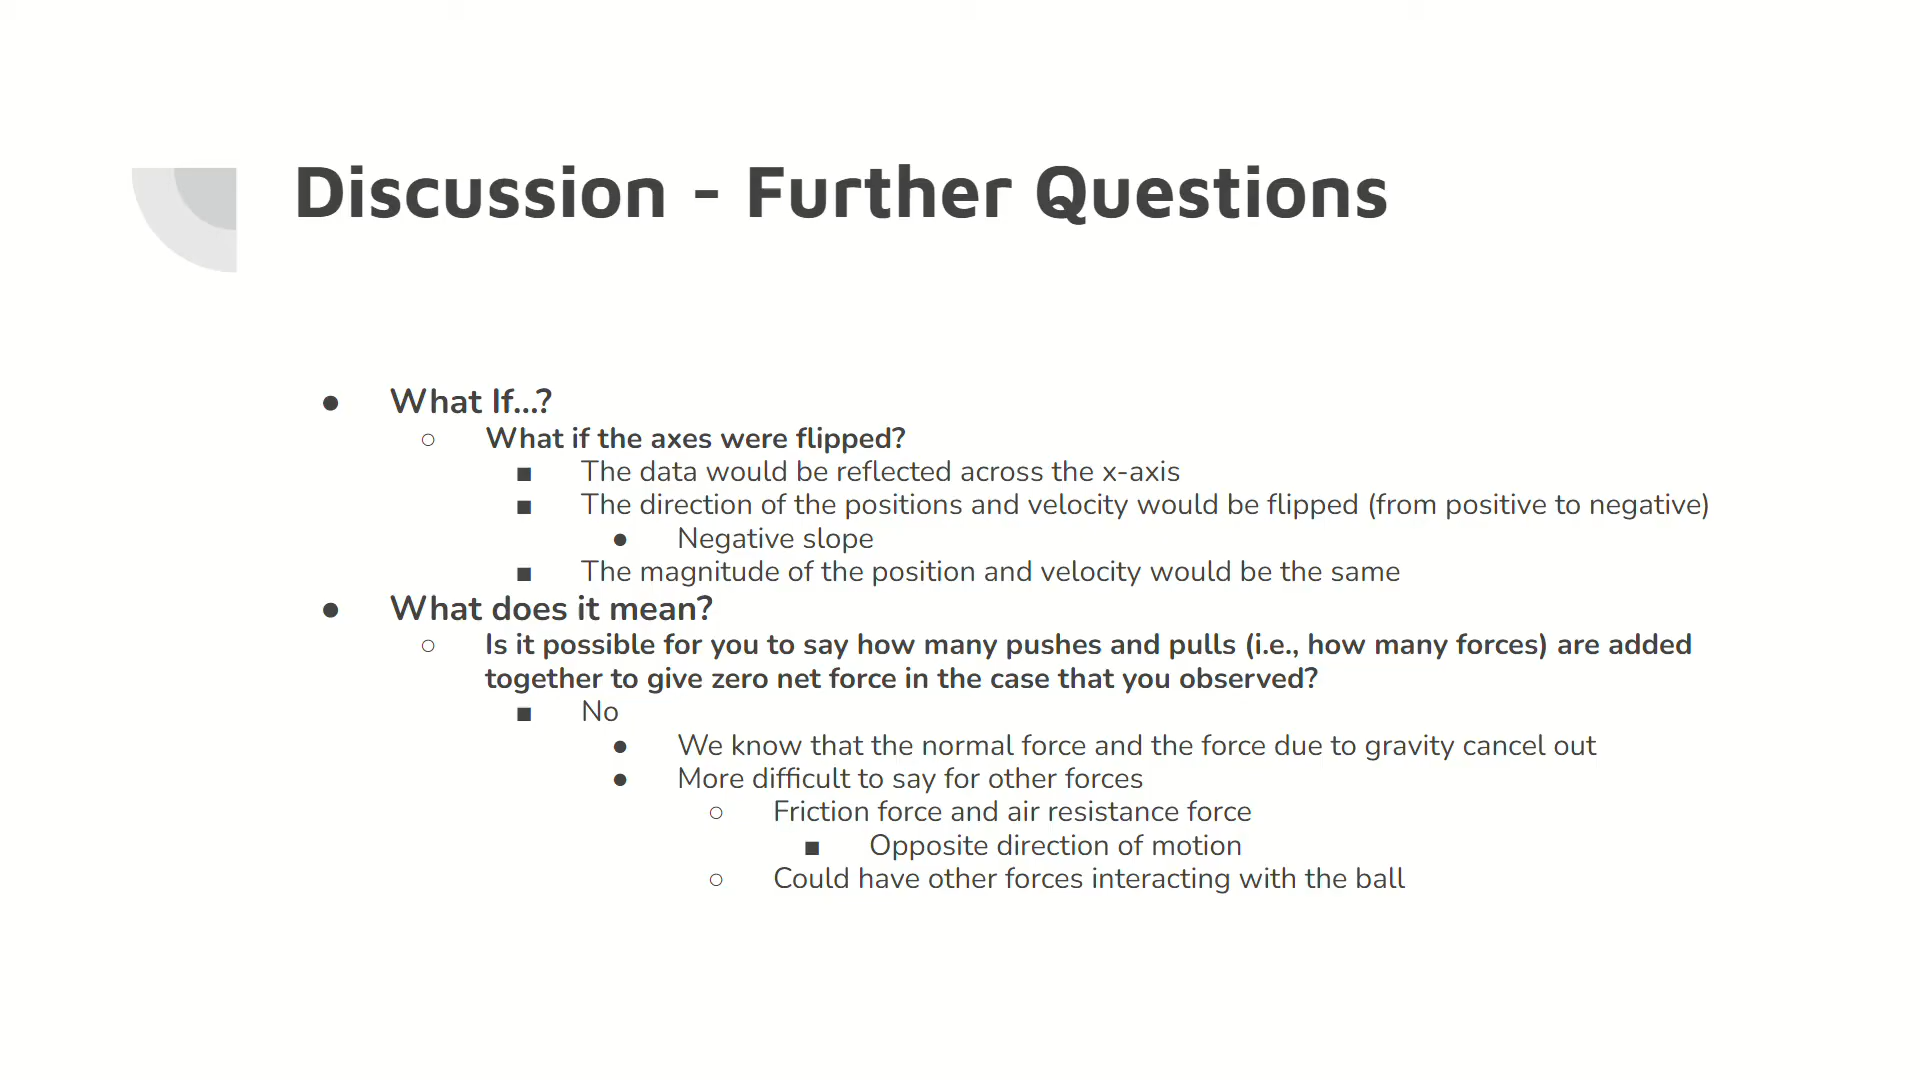 Discussion - Further Questions
● What If...?
○ What if the axes were flipped?
■ The data would be reflected across the x-axis
■ The direction of the positions and velocity would be flipped (from positive to negative)
● Negative slope
■ The magnitude of the position and velocity would be the same
● What does it mean?
○ Is it possible for you to say how many pushes and pulls (i.e., how many forces) are added
together to give zero net force in the case that you observed?
■ No
● We know that the normal force and the force due to gravity cancel out
● More difficult to say for other forces
○ Friction force and air resistance force
■ Opposite direction of motion
○ Could have other forces interacting with the ball